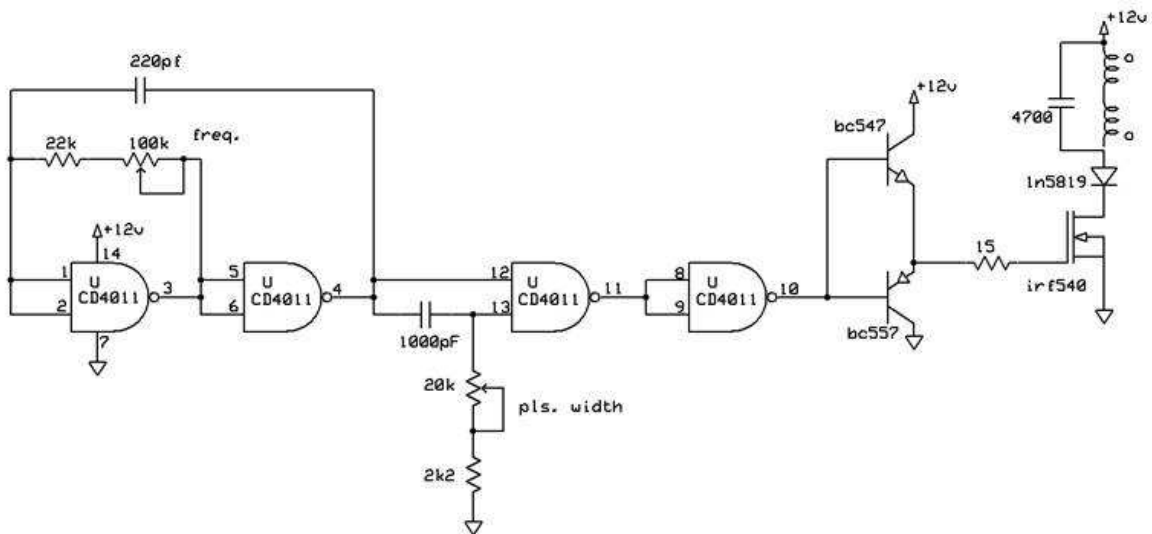 +12v
220pf
4700
+12v
bc547
22k
100k
freq.
1n5819
+12v
14
1
2
U
CD4011
3
7
5
6
U
CD4011
4
12
13
U
CD4011
11
8
9
U
CD4011
10
15
irf540
1000pF
bc557
20k
pls. width
2k2